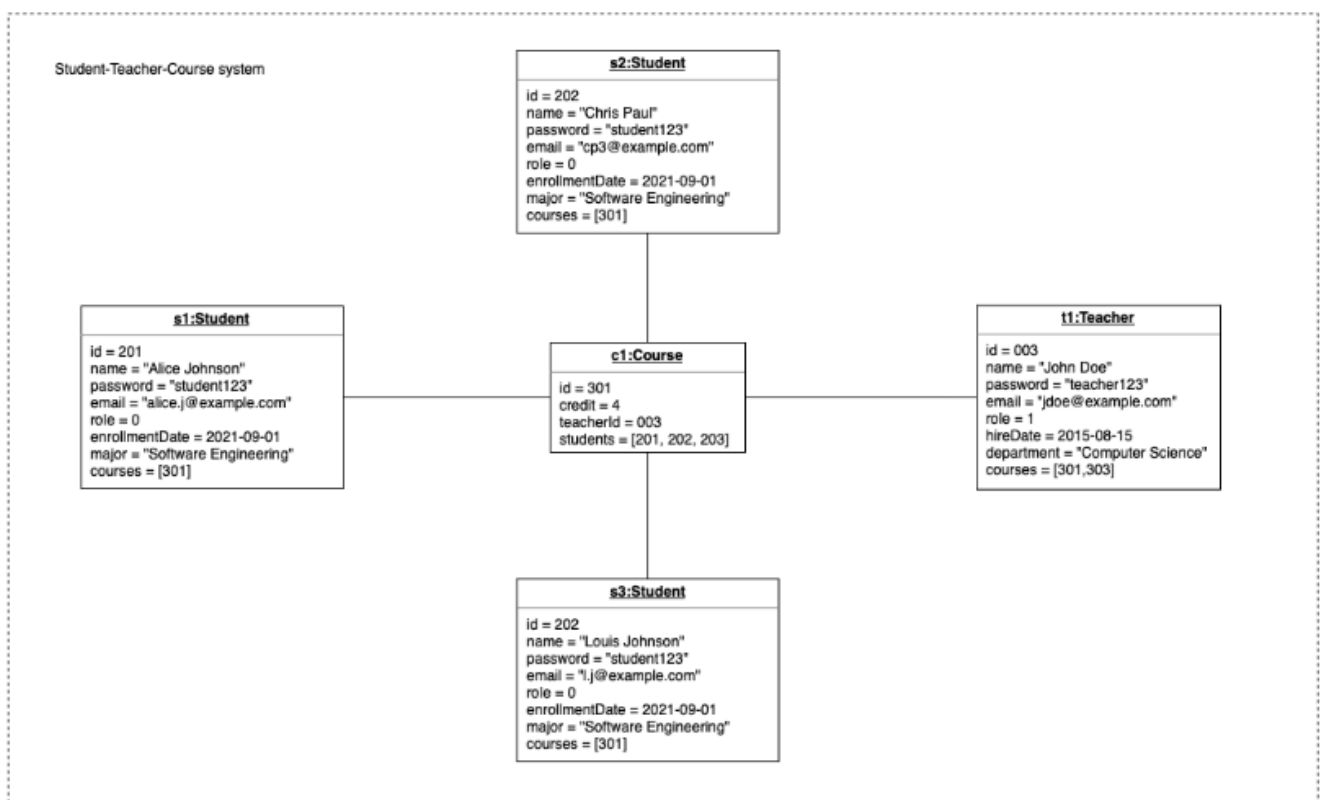 Student-Teacher-Course system
s2:Student
id = 202
name = "Chris Paul"
password = "student123"
email = "cp3@example.com"
role = 0
enrollmentDate = 2021-09-01
major = "Software Engineering"
courses = [301]
s1:Student
id = 201
name = "Alice Johnson"
password = "student123"
email = "alice.j@example.com"
role = 0
enrollmentDate = 2021-09-01
major = "Software Engineering"
courses = [301]
c1:Course
id = 301
credit = 4
teacherId = 003
students = [201, 202, 203]
t1:Teacher
id = 003
name = "John Doe"
password = "teacher123"
email = "jdoe@example.com"
role = 1
hireDate = 2015-08-15
department = "Computer Science"
courses = [301,303]
s3:Student
id = 202
name = "Louis Johnson"
password = "student123"
email = "l.j@example.com"
role = 0
enrollmentDate = 2021-09-01
major = "Software Engineering"
courses = [301]